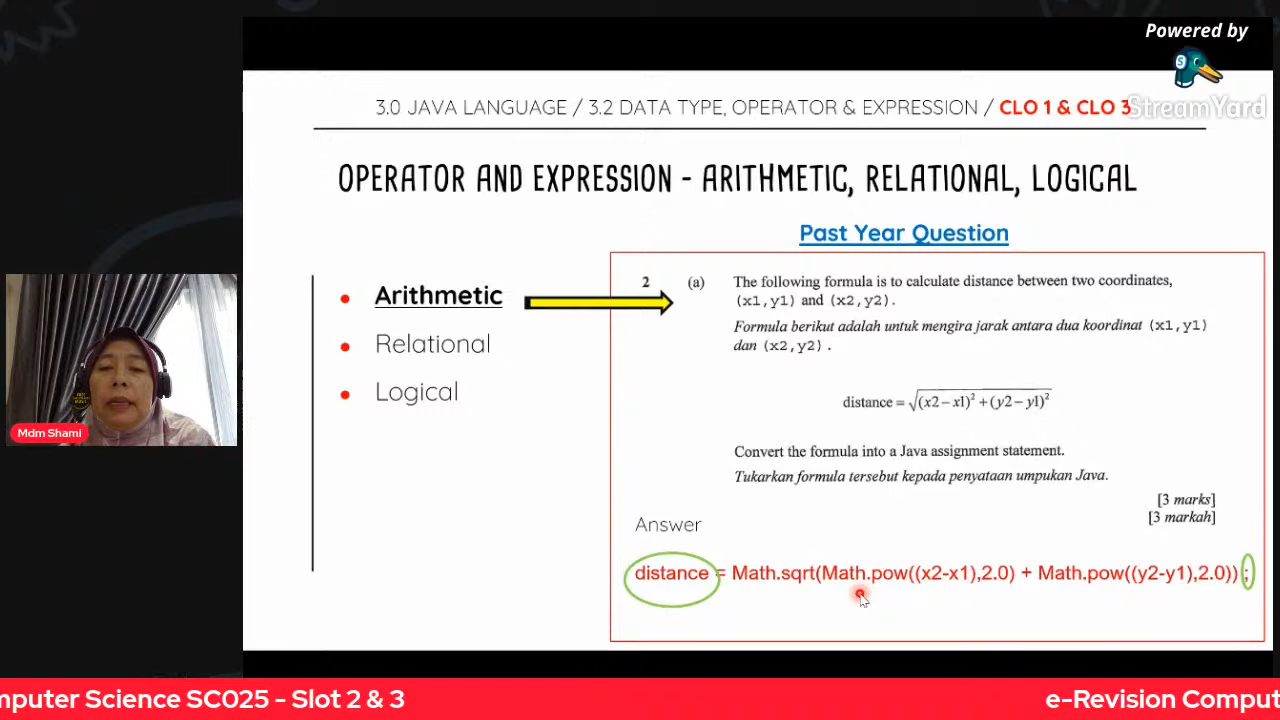 Powered by
StreamYard
3.0 JAVA LANGUAGE / 3.2 DATA TYPE, OPERATOR & EXPRESSION / CLO 1 & CLO 3
OPERATOR AND EXPRESSION - ARITHMETIC, RELATIONAL, LOGICAL
Past Year Question
• Arithmetic
• Relational
• Logical
2 (a) The following formula is to calculate distance between two coordinates,
(x1,y1) and (x2,y2).
Formula berikut adalah untuk mengira jarak antara dua koordinat (x1,y1)
dan (x2,y2).
distance = √(x2−x1)² + (y2−y1)²
Convert the formula into a Java assignment statement.
Tukarkan formula tersebut kepada penyataan umpukan Java.
[3 marks]
[3 markah]
Answer
distance = Math.sqrt(Math.pow((x2-x1),2.0) + Math.pow((y2-y1),2.0)) ;
Mdm Shami
mputer Science SC025 - Slot 2 & 3
e-Revision Comput